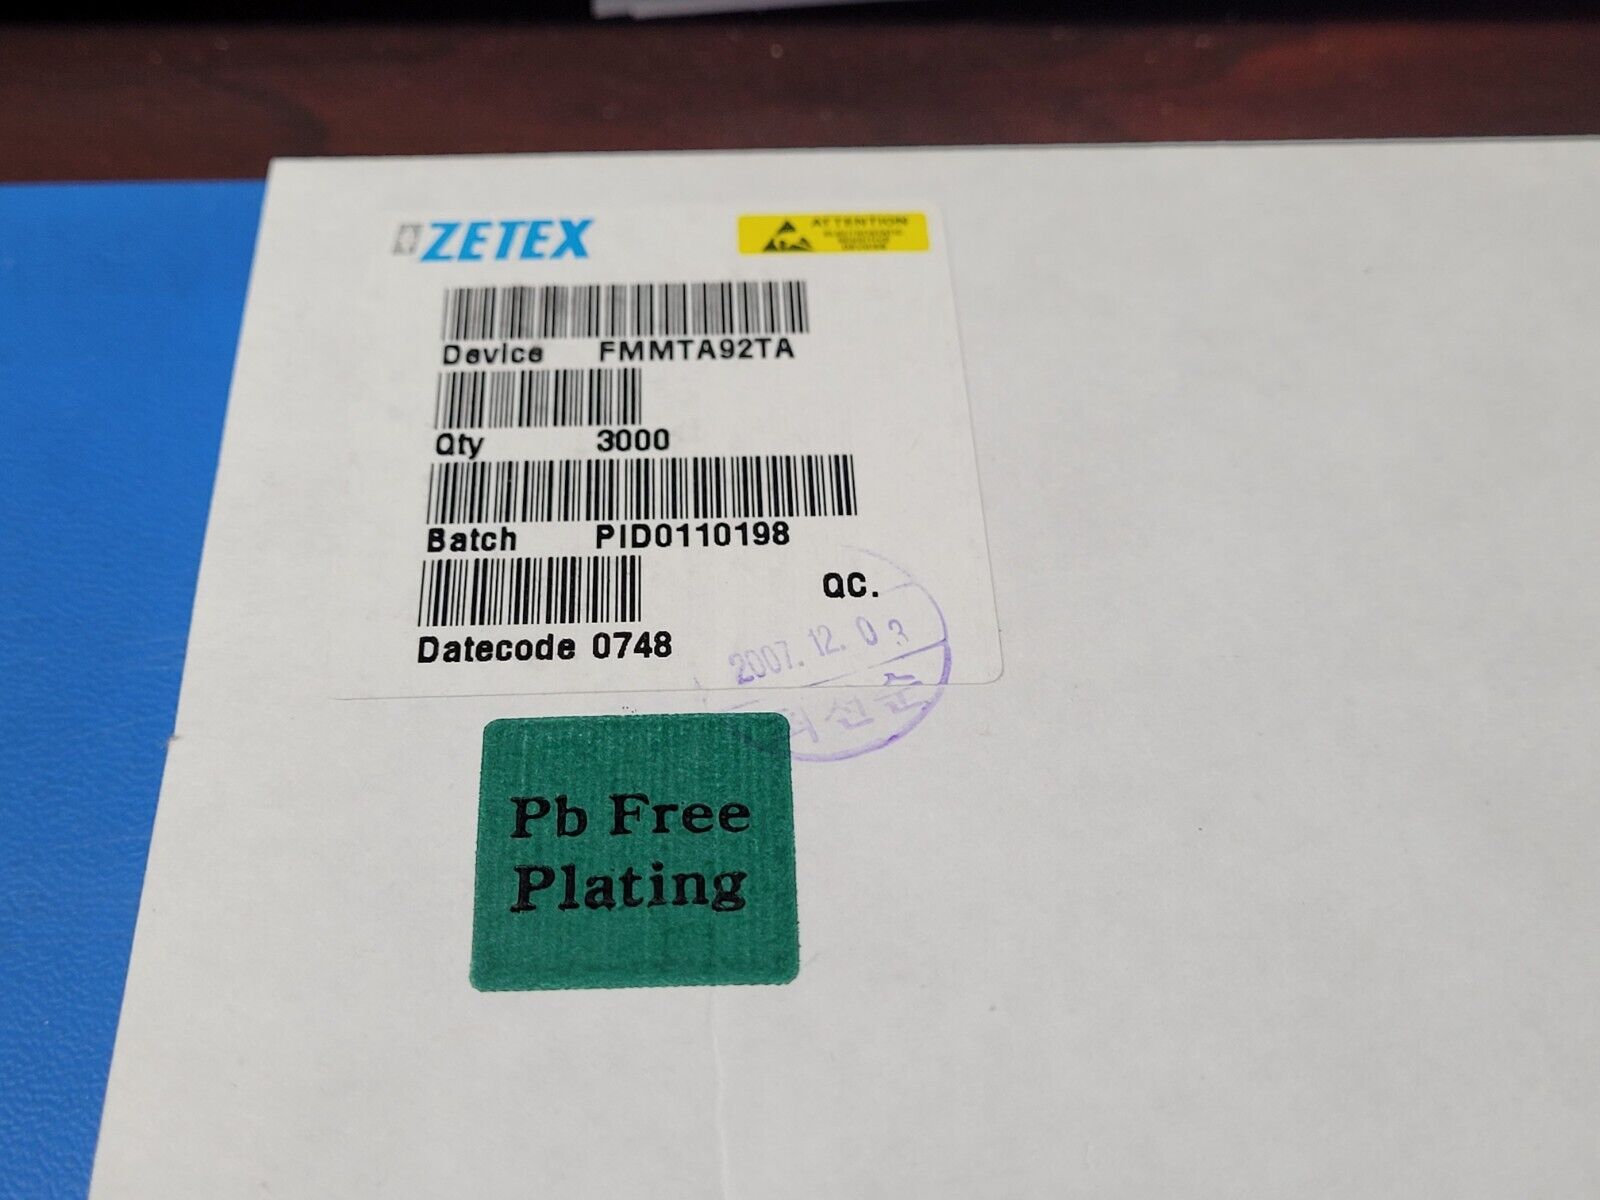 ZETEX
ATTENTION
Device FMMTA92TA
Qty 3000
Batch PID0110198
QC.
Datecode 0748
2007.12.03
Pb Free
Plating